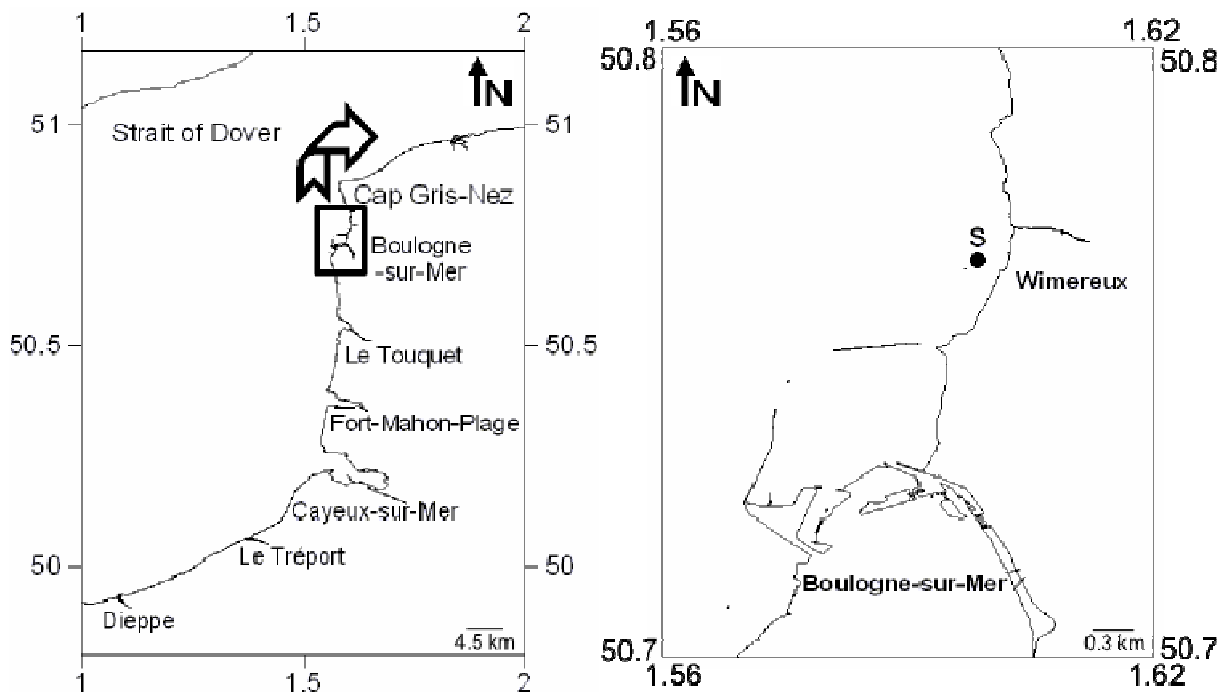 1 1.5 2
N
51 51
Strait of Dover
Cap Gris-Nez
Boulogne
-sur-Mer
50.5 50.5
Le Touquet
Fort-Mahon-Plage
Cayeux-sur-Mer
Le Tréport
50 50
Dieppe
4.5 km
1 1.5 2
1.56 1.62
50.8 50.8
N
S
Wimereux
Boulogne-sur-Mer
0.3 km
50.7 50.7
1.56 1.62